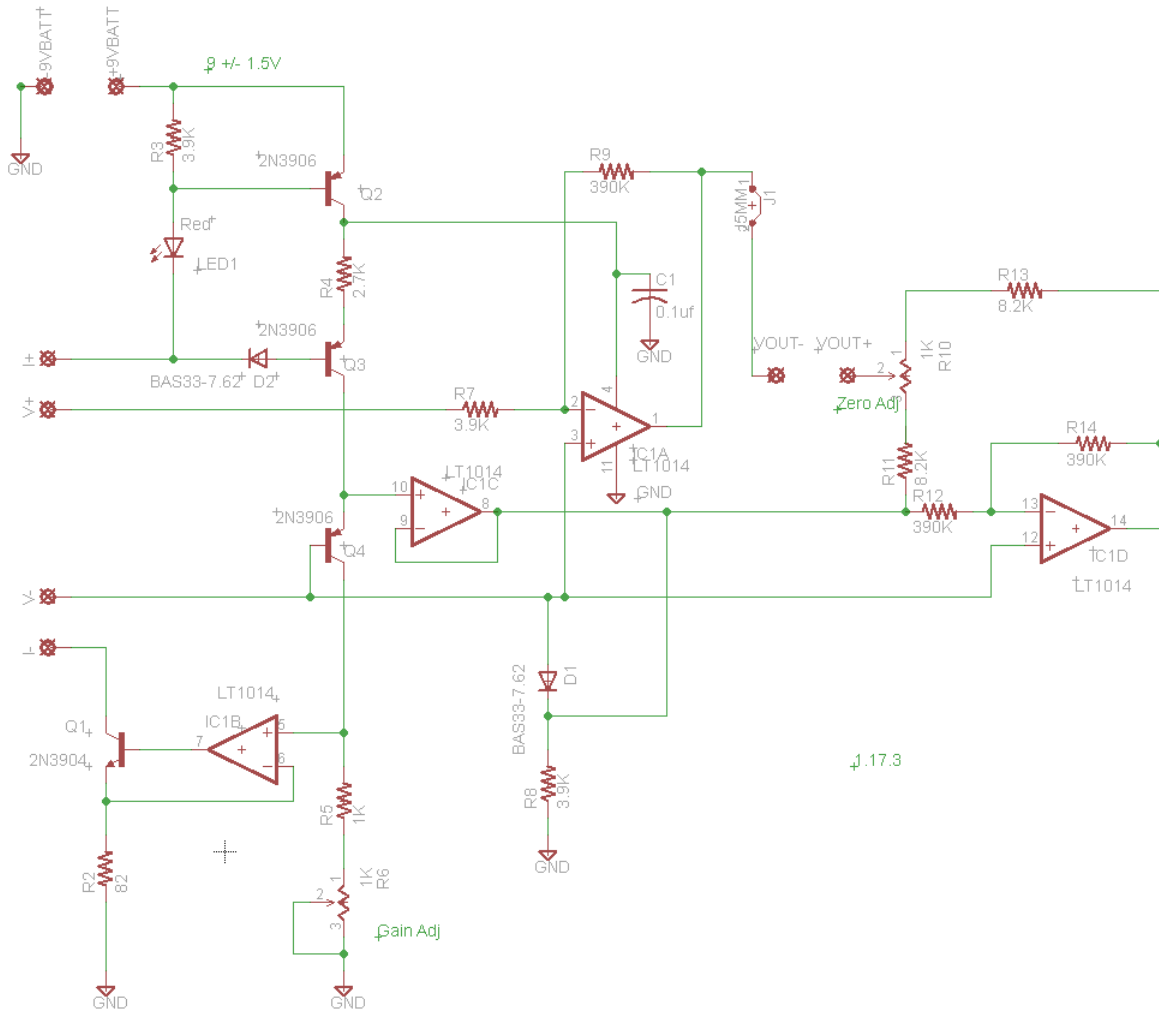 -9VBATT
+9VBATT
9 +/- 1.5V
GND
R3
3.9K
2N3906
Q2
Red
LED1
R4
2.7K
R9
390K
J1
C1
0.1uf
GND
R13
8.2K
I+
BAS33-7.62
D2
2N3906
Q3
VOUT-
VOUT+
2
1
3
1K
R10
Zero Adj
V+
R7
3.9K
2
3
4
11
1
IC1A
LT1014
GND
R14
390K
R11
8.2K
R12
390K
LT1014
IC1C
10
9
8
2N3906
Q4
13
12
14
IC1D
LT1014
V-
I-
LT1014
IC1B
5
6
7
Q1
2N3904
BAS33-7.62
D1
R8
3.9K
GND
1.17.3
R5
1K
R2
82
GND
1
2
3
1K
R6
Gain Adj
GND